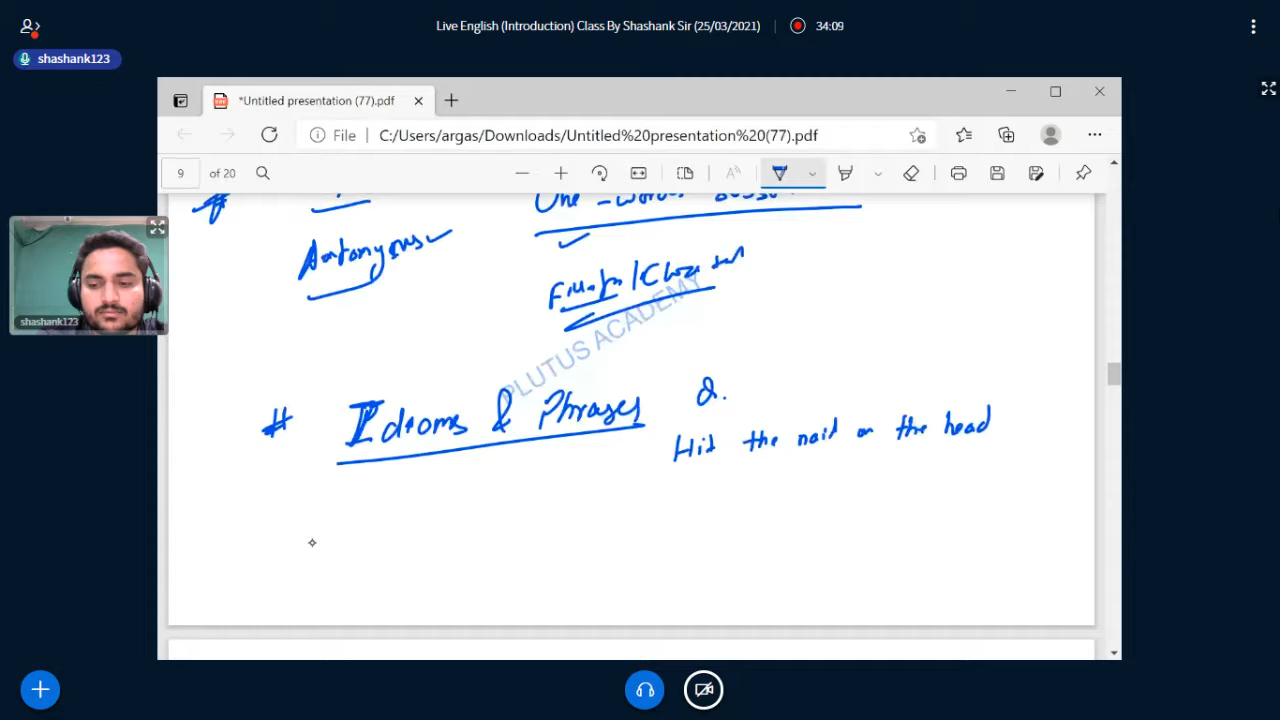 Live English (Introduction) Class By Shashank Sir (25/03/2021)
34:09
shashank123
*Untitled presentation (77).pdf
File
C:/Users/argas/Downloads/Untitled%20presentation%20(77).pdf
9 of 20
One-word
Antonyms
shashank123
PLUTUS ACADEMY
# Idioms & Phrases
Q.
Hit the nail on the head